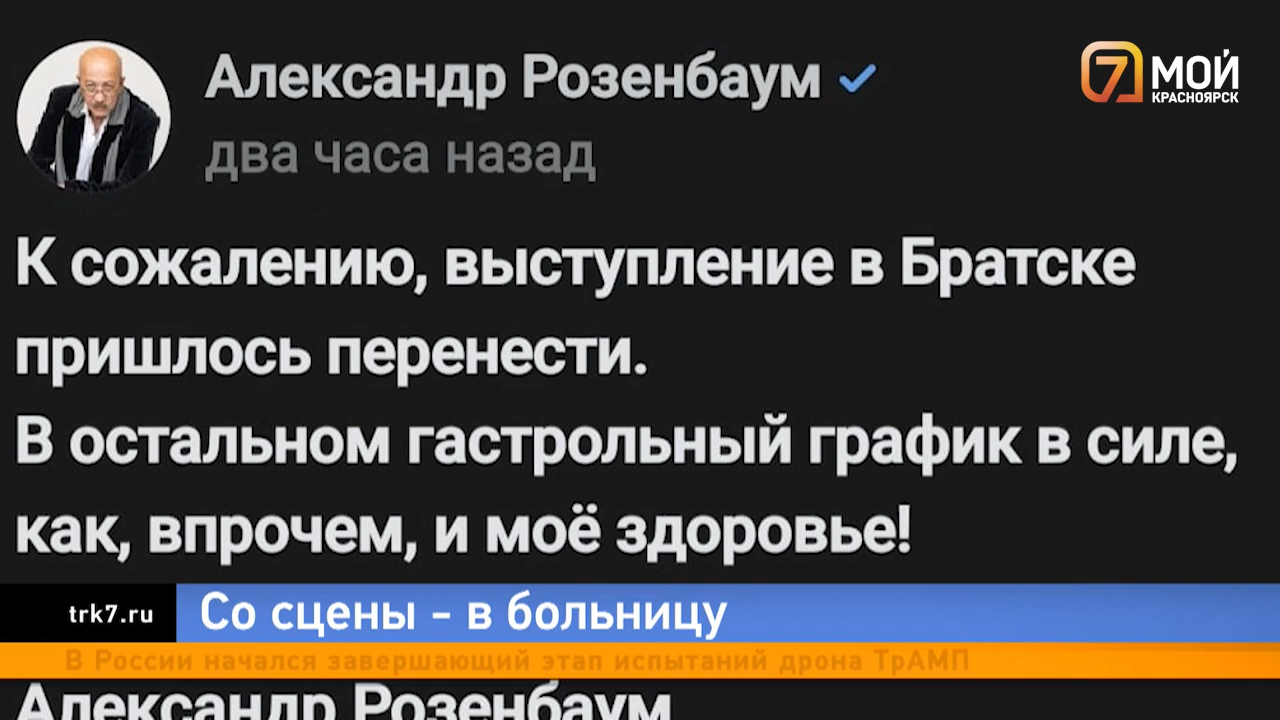 Александр Розенбаум
два часа назад
7 МОЙ
КРАСНОЯРСК
К сожалению, выступление в Братске
пришлось перенести.
В остальном гастрольный график в силе,
как, впрочем, и моё здоровье!
trk7.ru
Со сцены – в больницу
В России начался завершающий этап испытаний дрона ТрАМП
Александр Розенбаум